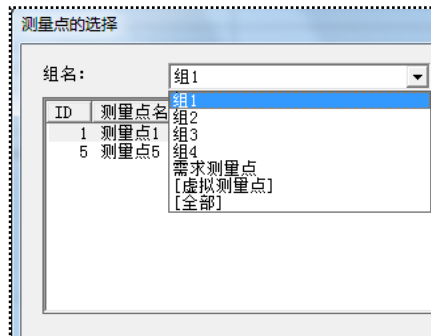 测量点的选择
组名：
组1
ID 测量点名
1 测量点1
5 测量点5
组1
组2
组3
组4
需求测量点
[虚拟测量点]
[全部]